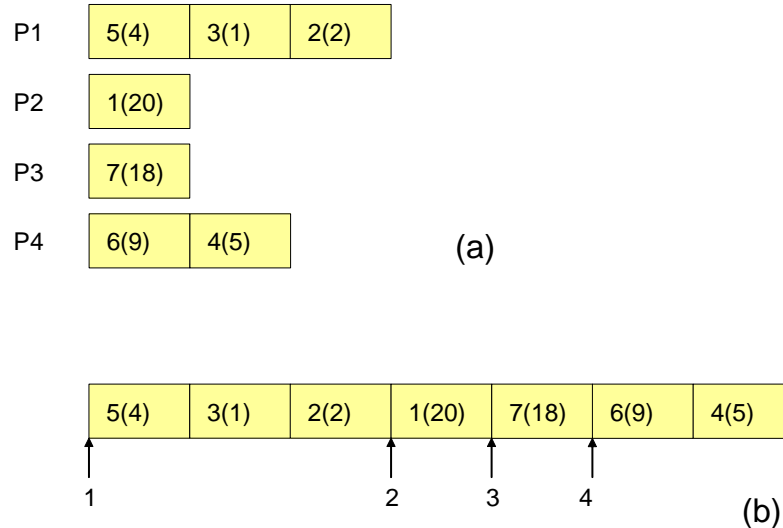 P1 5(4) 3(1) 2(2)
P2 1(20)
P3 7(18)
P4 6(9) 4(5)
(a)
5(4) 3(1) 2(2) 1(20) 7(18) 6(9) 4(5)
1 2 3 4
(b)